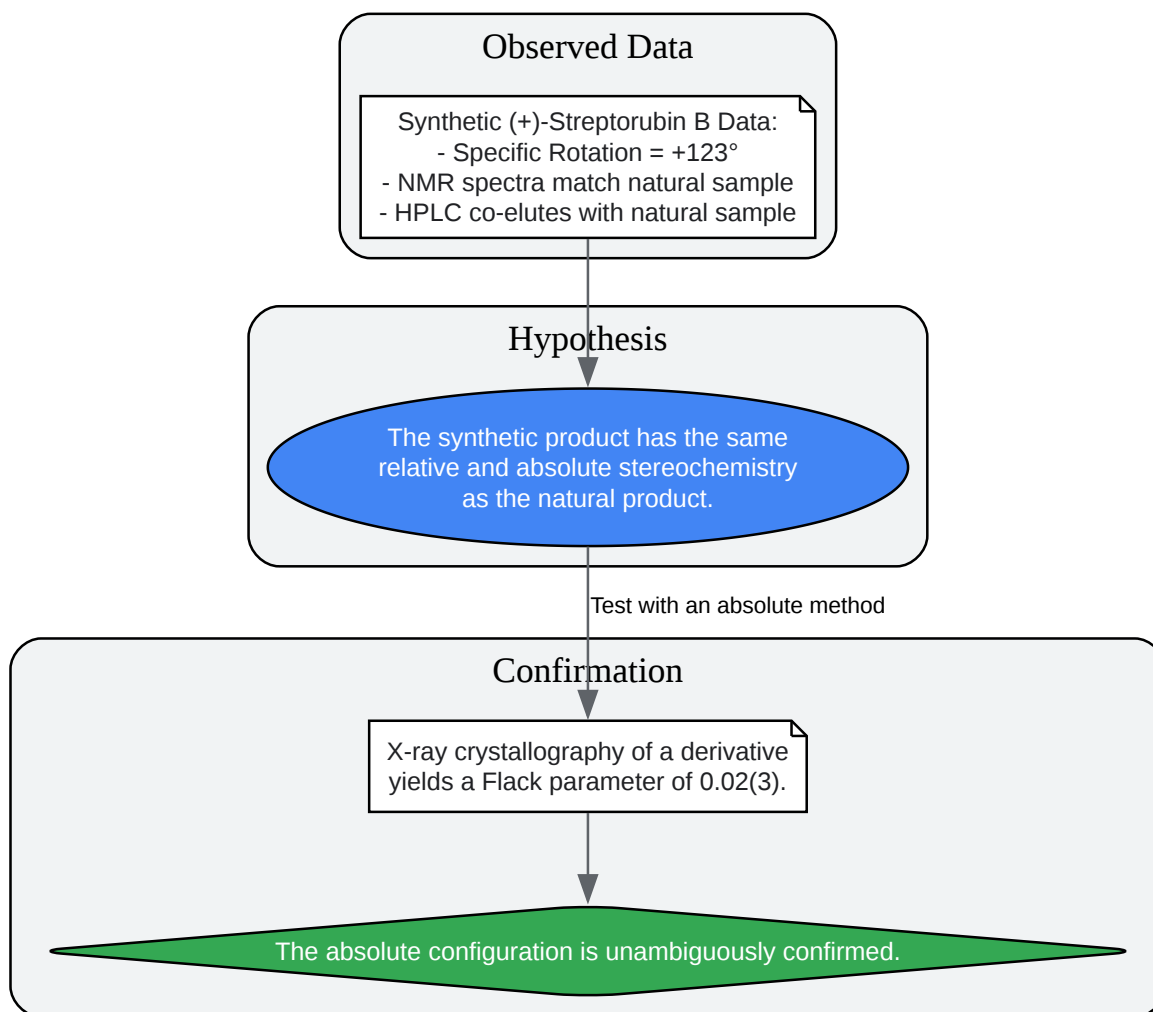 Observed Data
Synthetic (+)-Streptorubin B Data:
- Specific Rotation = +123°
- NMR spectra match natural sample
- HPLC co-elutes with natural sample
Hypothesis
The synthetic product has the same
relative and absolute stereochemistry
as the natural product.
Test with an absolute method
Confirmation
X-ray crystallography of a derivative
yields a Flack parameter of 0.02(3).
The absolute configuration is unambiguously confirmed.